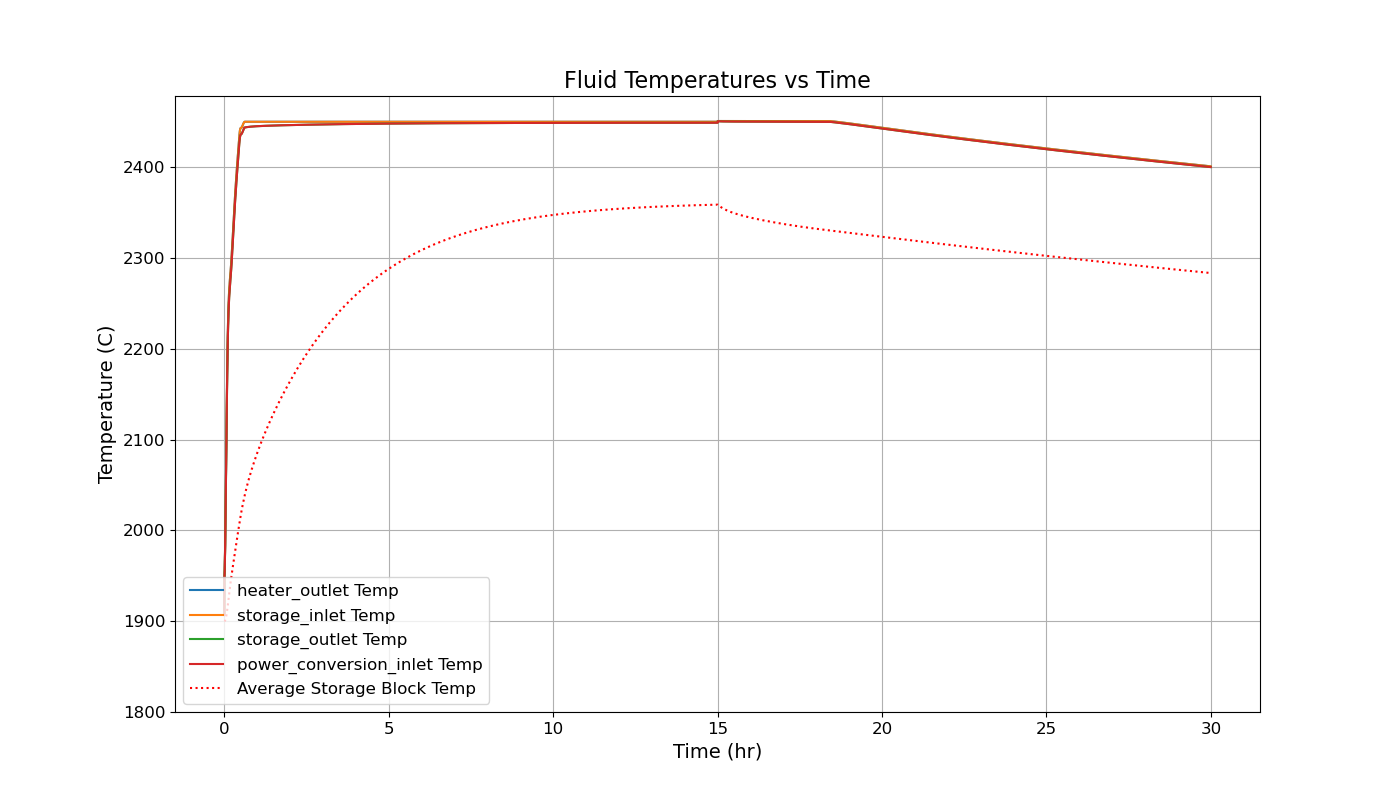 Fluid Temperatures vs Time
Temperature (C)
2400
2300
2200
2100
2000
1900
1800
heater_outlet Temp
storage_inlet Temp
storage_outlet Temp
power_conversion_inlet Temp
Average Storage Block Temp
0 5 10 15 20 25 30
Time (hr)